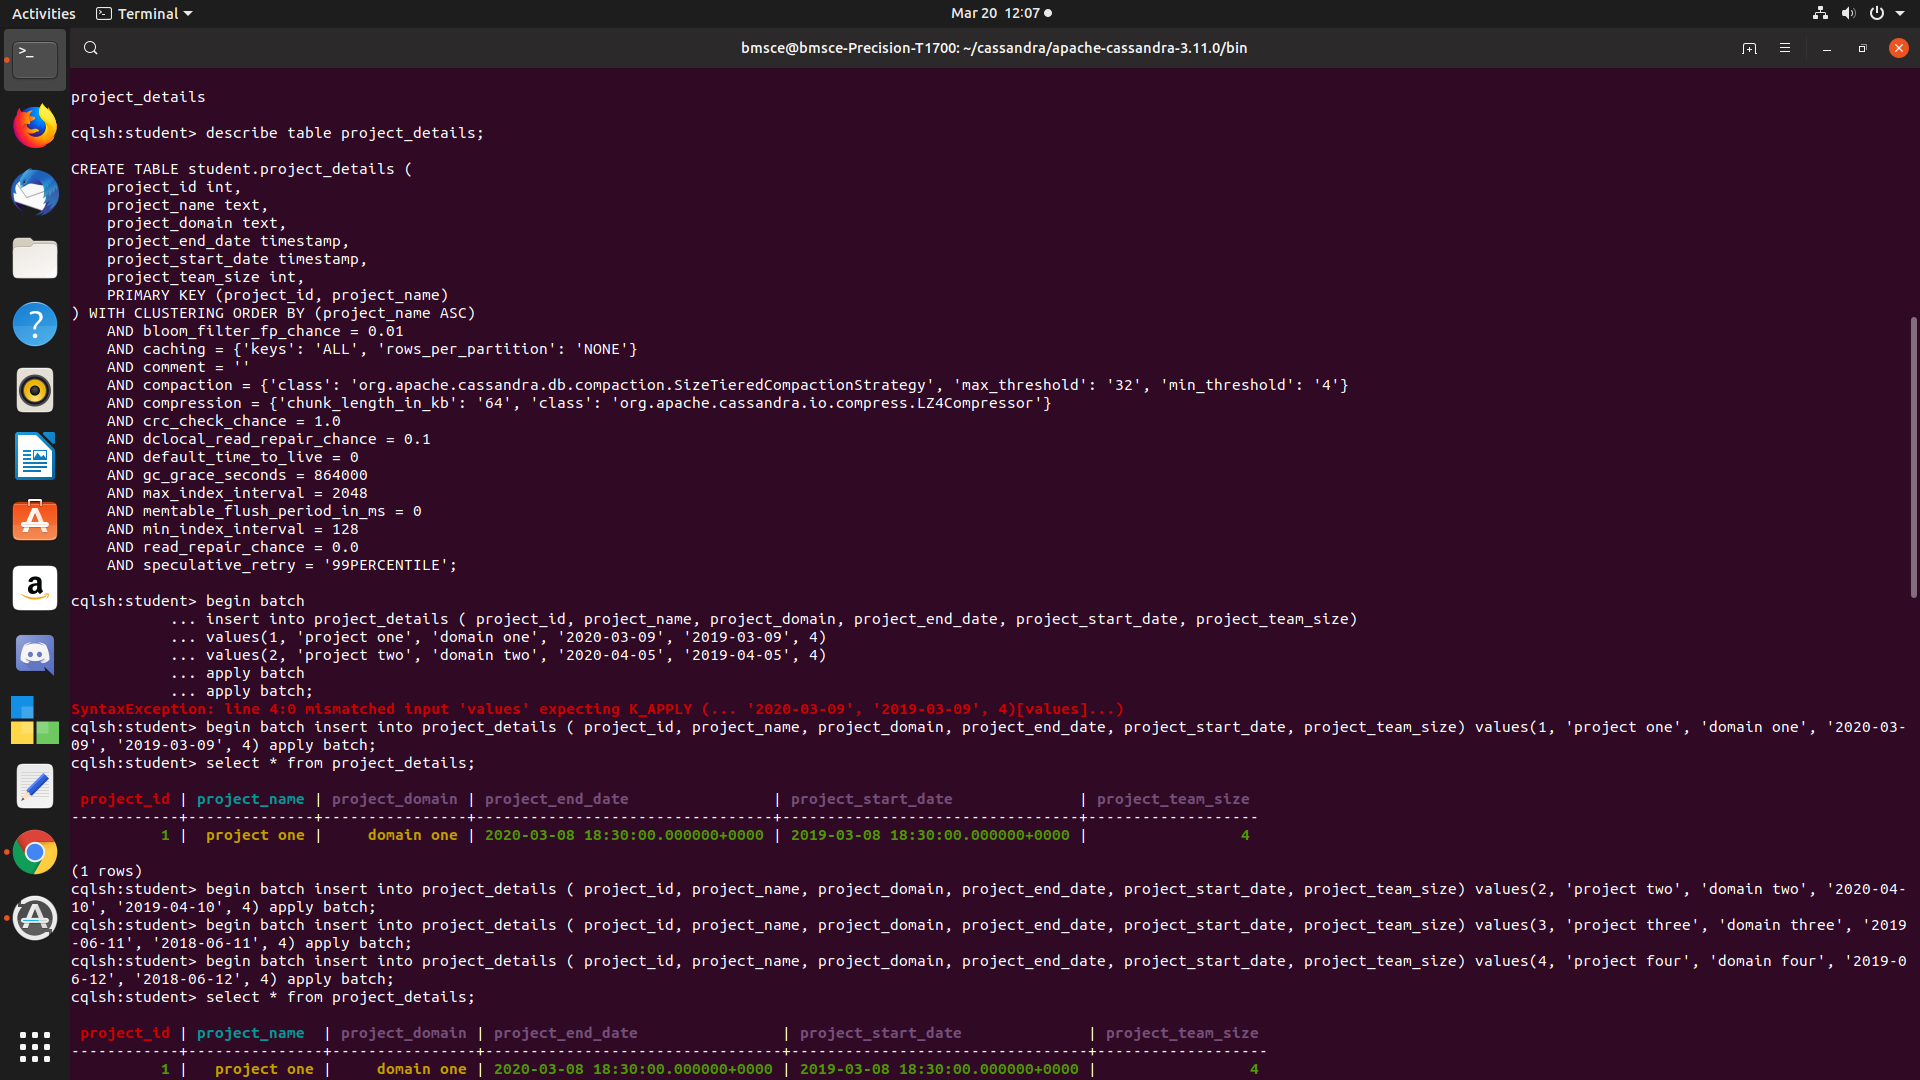 Activities
Terminal
Mar 20 12:07
bmsce@bmsce-Precision-T1700: ~/cassandra/apache-cassandra-3.11.0/bin
project_details
cqlsh:student> describe table project_details;
CREATE TABLE student.project_details (
    project_id int,
    project_name text,
    project_domain text,
    project_end_date timestamp,
    project_start_date timestamp,
    project_team_size int,
    PRIMARY KEY (project_id, project_name)
) WITH CLUSTERING ORDER BY (project_name ASC)
    AND bloom_filter_fp_chance = 0.01
    AND caching = {'keys': 'ALL', 'rows_per_partition': 'NONE'}
    AND comment = ''
    AND compaction = {'class': 'org.apache.cassandra.db.compaction.SizeTieredCompactionStrategy', 'max_threshold': '32', 'min_threshold': '4'}
    AND compression = {'chunk_length_in_kb': '64', 'class': 'org.apache.cassandra.io.compress.LZ4Compressor'}
    AND crc_check_chance = 1.0
    AND dclocal_read_repair_chance = 0.1
    AND default_time_to_live = 0
    AND gc_grace_seconds = 864000
    AND max_index_interval = 2048
    AND memtable_flush_period_in_ms = 0
    AND min_index_interval = 128
    AND read_repair_chance = 0.0
    AND speculative_retry = '99PERCENTILE';
cqlsh:student> begin batch
           ... insert into project_details ( project_id, project_name, project_domain, project_end_date, project_start_date, project_team_size)
           ... values(1, 'project one', 'domain one', '2020-03-09', '2019-03-09', 4)
           ... values(2, 'project two', 'domain two', '2020-04-05', '2019-04-05', 4)
           ... apply batch
           ... apply batch;
SyntaxException: line 4:0 mismatched input 'values' expecting K_APPLY (... '2020-03-09', '2019-03-09', 4)[values]...)
cqlsh:student> begin batch insert into project_details ( project_id, project_name, project_domain, project_end_date, project_start_date, project_team_size) values(1, 'project one', 'domain one', '2020-03-
09', '2019-03-09', 4) apply batch;
cqlsh:student> select * from project_details;
 project_id | project_name | project_domain | project_end_date                | project_start_date              | project_team_size
------------+--------------+----------------+---------------------------------+---------------------------------+-------------------
          1 |  project one |     domain one | 2020-03-08 18:30:00.000000+0000 | 2019-03-08 18:30:00.000000+0000 |                 4
(1 rows)
cqlsh:student> begin batch insert into project_details ( project_id, project_name, project_domain, project_end_date, project_start_date, project_team_size) values(2, 'project two', 'domain two', '2020-04-
10', '2019-04-10', 4) apply batch;
cqlsh:student> begin batch insert into project_details ( project_id, project_name, project_domain, project_end_date, project_start_date, project_team_size) values(3, 'project three', 'domain three', '2019
-06-11', '2018-06-11', 4) apply batch;
cqlsh:student> begin batch insert into project_details ( project_id, project_name, project_domain, project_end_date, project_start_date, project_team_size) values(4, 'project four', 'domain four', '2019-0
6-12', '2018-06-12', 4) apply batch;
cqlsh:student> select * from project_details;
 project_id | project_name  | project_domain | project_end_date                | project_start_date              | project_team_size
------------+---------------+----------------+---------------------------------+---------------------------------+-------------------
          1 |   project one |     domain one | 2020-03-08 18:30:00.000000+0000 | 2019-03-08 18:30:00.000000+0000 |                 4